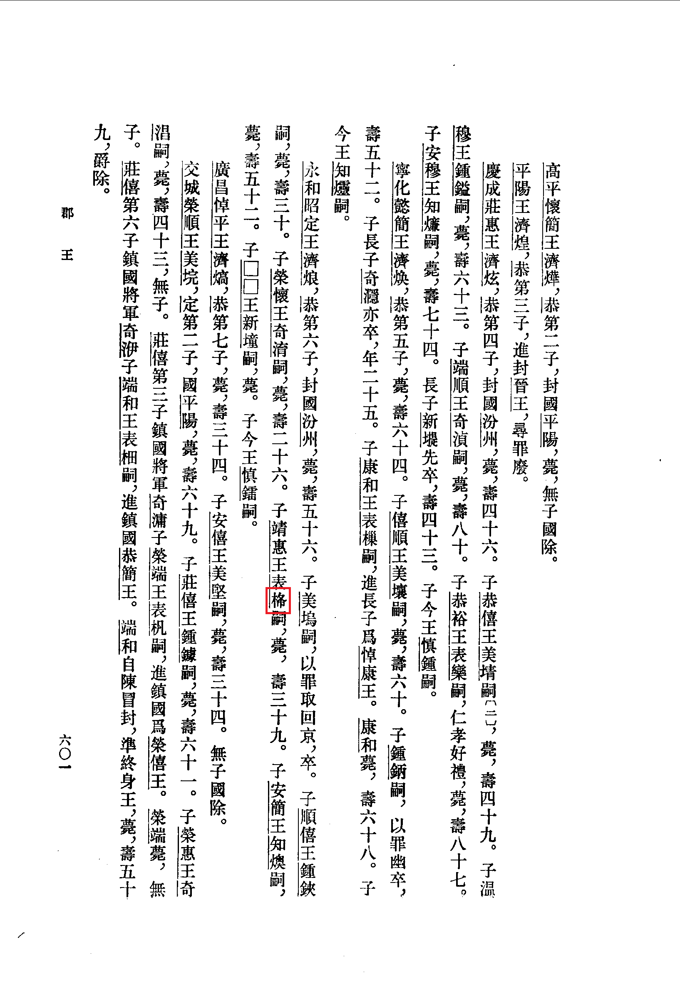 高平懷簡王濟燁，恭第二子，封國平陽，薨，無子國除。
平陽王濟熿，恭第三子，進封晉王，尋罪廢。
慶成莊惠王濟炫，恭第四子，封國汾州，薨，壽四十六。子恭僖王美堉嗣〔二〕，薨，壽四十九。子溫
穆王鍾鎰嗣，薨，壽六十三。子端順王奇湞嗣，薨，壽八十。子恭裕王表欒嗣，仁孝好禮，薨，壽八十七。
子安穆王知㷿嗣，薨，壽七十四。長子新堤先卒，壽四十三。子今王慎鍾嗣。
寧化懿簡王濟煥，恭第五子，薨，壽六十四。子僖順王美壤嗣，薨，壽六十。子鍾鈵嗣，以罪幽卒，
壽五十二。子長子奇濦亦卒，年二十五。子康和王表樔嗣，進長子爲悼康王。康和薨，壽六十八。子
今王知㸄嗣。
永和昭定王濟烺，恭第六子，封國汾州，薨，壽五十六。子美塢嗣，以罪取回京，卒。子順僖王鍾鋏
嗣，薨，壽三十。子榮懷王奇淯嗣，薨，壽二十六。子靖惠王表嗣，薨，壽三十九。子安簡王知燠嗣，
薨，壽五十二。子□□王新墥嗣，薨。子今王慎鐳嗣。
廣昌悼平王濟熇，恭第七子，薨，壽三十四。子安僖王美堅嗣，薨，壽三十四。無子國除。
交城榮順王美垸，定第二子，國平陽，薨，壽六十九。子莊僖王鍾鐻嗣，薨，壽六十一。子榮惠王奇
淐嗣，薨，壽四十三，無子。莊僖第三子鎮國將軍奇滽子榮端王表杋嗣，進鎮國爲榮僖王。榮端薨，無
子。莊僖第六子鎮國將軍奇洢子端和王表㭠嗣，進鎮國恭簡王。端和自陳冒封，準終身王，薨，壽五十
九，爵除。
郡王
六〇一